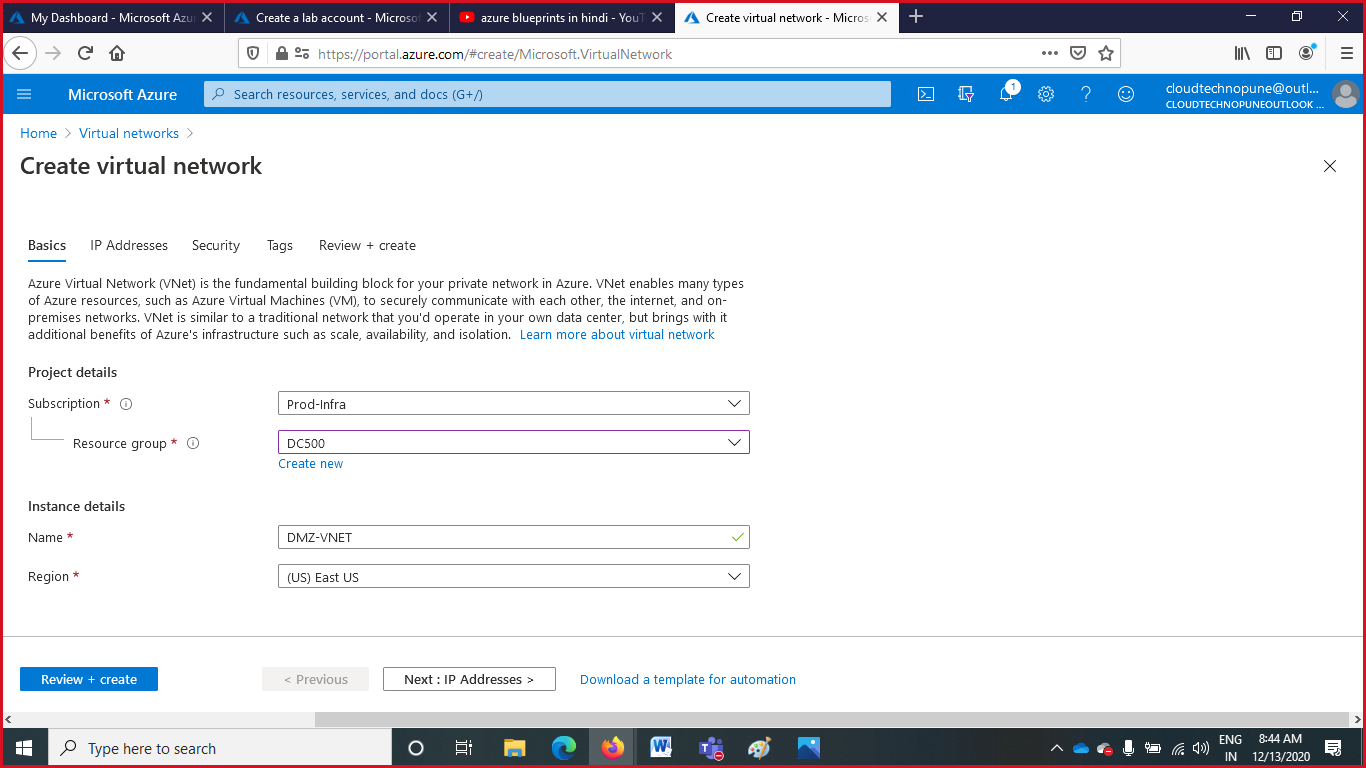 My Dashboard - Microsoft Azur
Create a lab account - Microsoft
azure blueprints in hindi - YouT
Create virtual network - Micros
https://portal.azure.com/#create/Microsoft.VirtualNetwork
Microsoft Azure
Search resources, services, and docs (G+/)
1
cloudtechnopune@outl...
CLOUDTECHNOPUNEOUTLOOK ...
Home > Virtual networks >
Create virtual network
Basics IP Addresses Security Tags Review + create
Azure Virtual Network (VNet) is the fundamental building block for your private network in Azure. VNet enables many types
of Azure resources, such as Azure Virtual Machines (VM), to securely communicate with each other, the internet, and on-
premises networks. VNet is similar to a traditional network that you'd operate in your own data center, but brings with it
additional benefits of Azure's infrastructure such as scale, availability, and isolation. Learn more about virtual network
Project details
Subscription * Prod-Infra
Resource group * DC500
Create new
Instance details
Name * DMZ-VNET
Region * (US) East US
Review + create < Previous Next : IP Addresses > Download a template for automation
Type here to search
ENG
IN
8:44 AM
12/13/2020